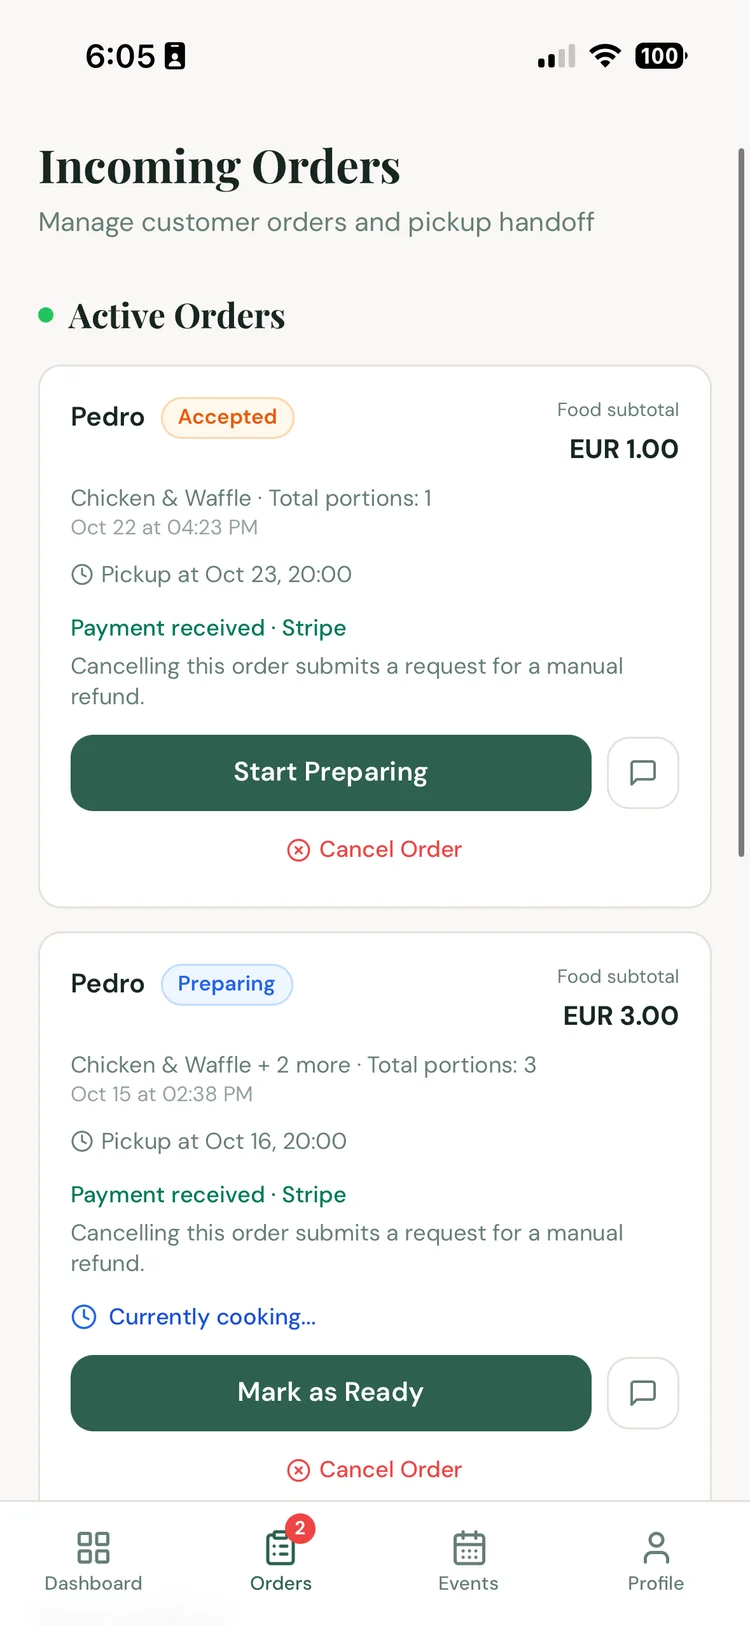 6:05
100
Incoming Orders
Manage customer orders and pickup handoff
Active Orders
Pedro
Accepted
Food subtotal
EUR 1.00
Chicken & Waffle · Total portions: 1
Oct 22 at 04:23 PM
Pickup at Oct 23, 20:00
Payment received · Stripe
Cancelling this order submits a request for a manual
refund.
Start Preparing
Cancel Order
Pedro
Preparing
Food subtotal
EUR 3.00
Chicken & Waffle + 2 more · Total portions: 3
Oct 15 at 02:38 PM
Pickup at Oct 16, 20:00
Payment received · Stripe
Cancelling this order submits a request for a manual
refund.
Currently cooking...
Mark as Ready
Cancel Order
2
Dashboard
Orders
Events
Profile